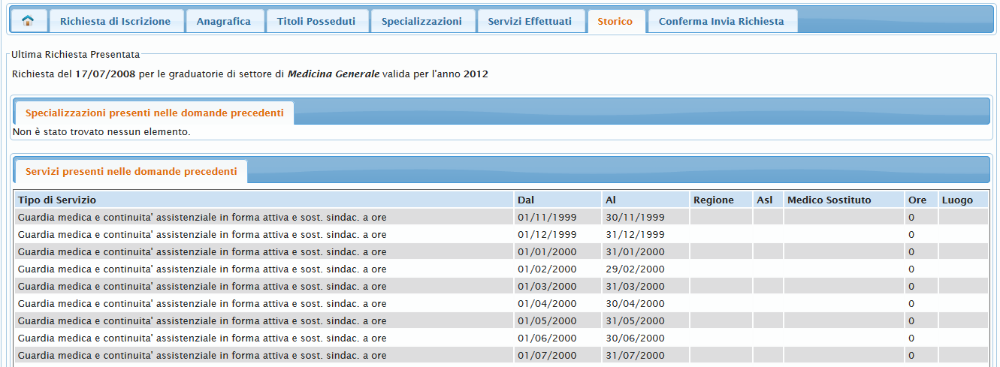 Richiesta di Iscrizione Anagrafica Titoli Posseduti Specializzazioni Servizi Effettuati Storico Conferma Invia Richiesta
Ultima Richiesta Presentata
Richiesta del 17/07/2008 per le graduatorie di settore di Medicina Generale valida per l'anno 2012
Specializzazioni presenti nelle domande precedenti
Non è stato trovato nessun elemento.
Servizi presenti nelle domande precedenti
Tipo di Servizio Dal Al Regione Asl Medico Sostituto Ore Luogo
Guardia medica e continuita' assistenziale in forma attiva e sost. sindac. a ore 01/11/1999 30/11/1999 0
Guardia medica e continuita' assistenziale in forma attiva e sost. sindac. a ore 01/12/1999 31/12/1999 0
Guardia medica e continuita' assistenziale in forma attiva e sost. sindac. a ore 01/01/2000 31/01/2000 0
Guardia medica e continuita' assistenziale in forma attiva e sost. sindac. a ore 01/02/2000 29/02/2000 0
Guardia medica e continuita' assistenziale in forma attiva e sost. sindac. a ore 01/03/2000 31/03/2000 0
Guardia medica e continuita' assistenziale in forma attiva e sost. sindac. a ore 01/04/2000 30/04/2000 0
Guardia medica e continuita' assistenziale in forma attiva e sost. sindac. a ore 01/05/2000 31/05/2000 0
Guardia medica e continuita' assistenziale in forma attiva e sost. sindac. a ore 01/06/2000 30/06/2000 0
Guardia medica e continuita' assistenziale in forma attiva e sost. sindac. a ore 01/07/2000 31/07/2000 0